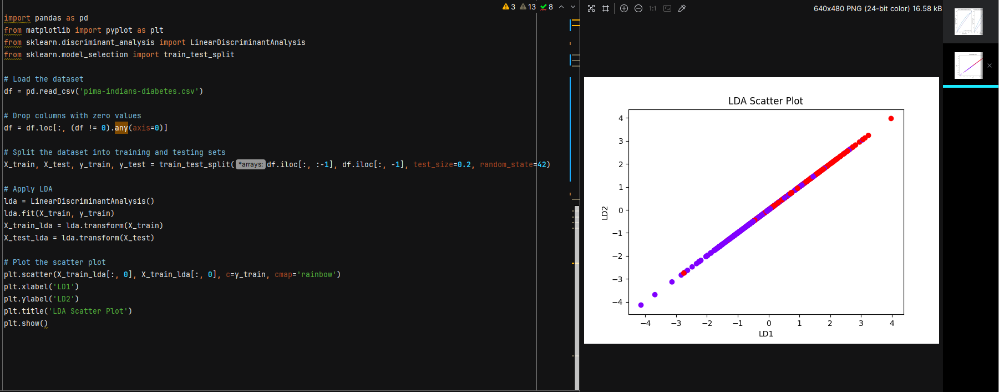 3 13 8
import pandas as pd
from matplotlib import pyplot as plt
from sklearn.discriminant_analysis import LinearDiscriminantAnalysis
from sklearn.model_selection import train_test_split
# Load the dataset
df = pd.read_csv('pima-indians-diabetes.csv')
# Drop columns with zero values
df = df.loc[:, (df != 0).any(axis=0)]
# Split the dataset into training and testing sets
X_train, X_test, y_train, y_test = train_test_split(*arrays: df.iloc[:, :-1], df.iloc[:, -1], test_size=0.2, random_state=42)
# Apply LDA
lda = LinearDiscriminantAnalysis()
lda.fit(X_train, y_train)
X_train_lda = lda.transform(X_train)
X_test_lda = lda.transform(X_test)
# Plot the scatter plot
plt.scatter(X_train_lda[:, 0], X_train_lda[:, 0], c=y_train, cmap='rainbow')
plt.xlabel('LD1')
plt.ylabel('LD2')
plt.title('LDA Scatter Plot')
plt.show()
1:1
640x480 PNG (24-bit color) 16.58 kB
LDA Scatter Plot
4
3
2
1
0
−1
−2
−3
−4
LD2
−4 −3 −2 −1 0 1 2 3 4
LD1